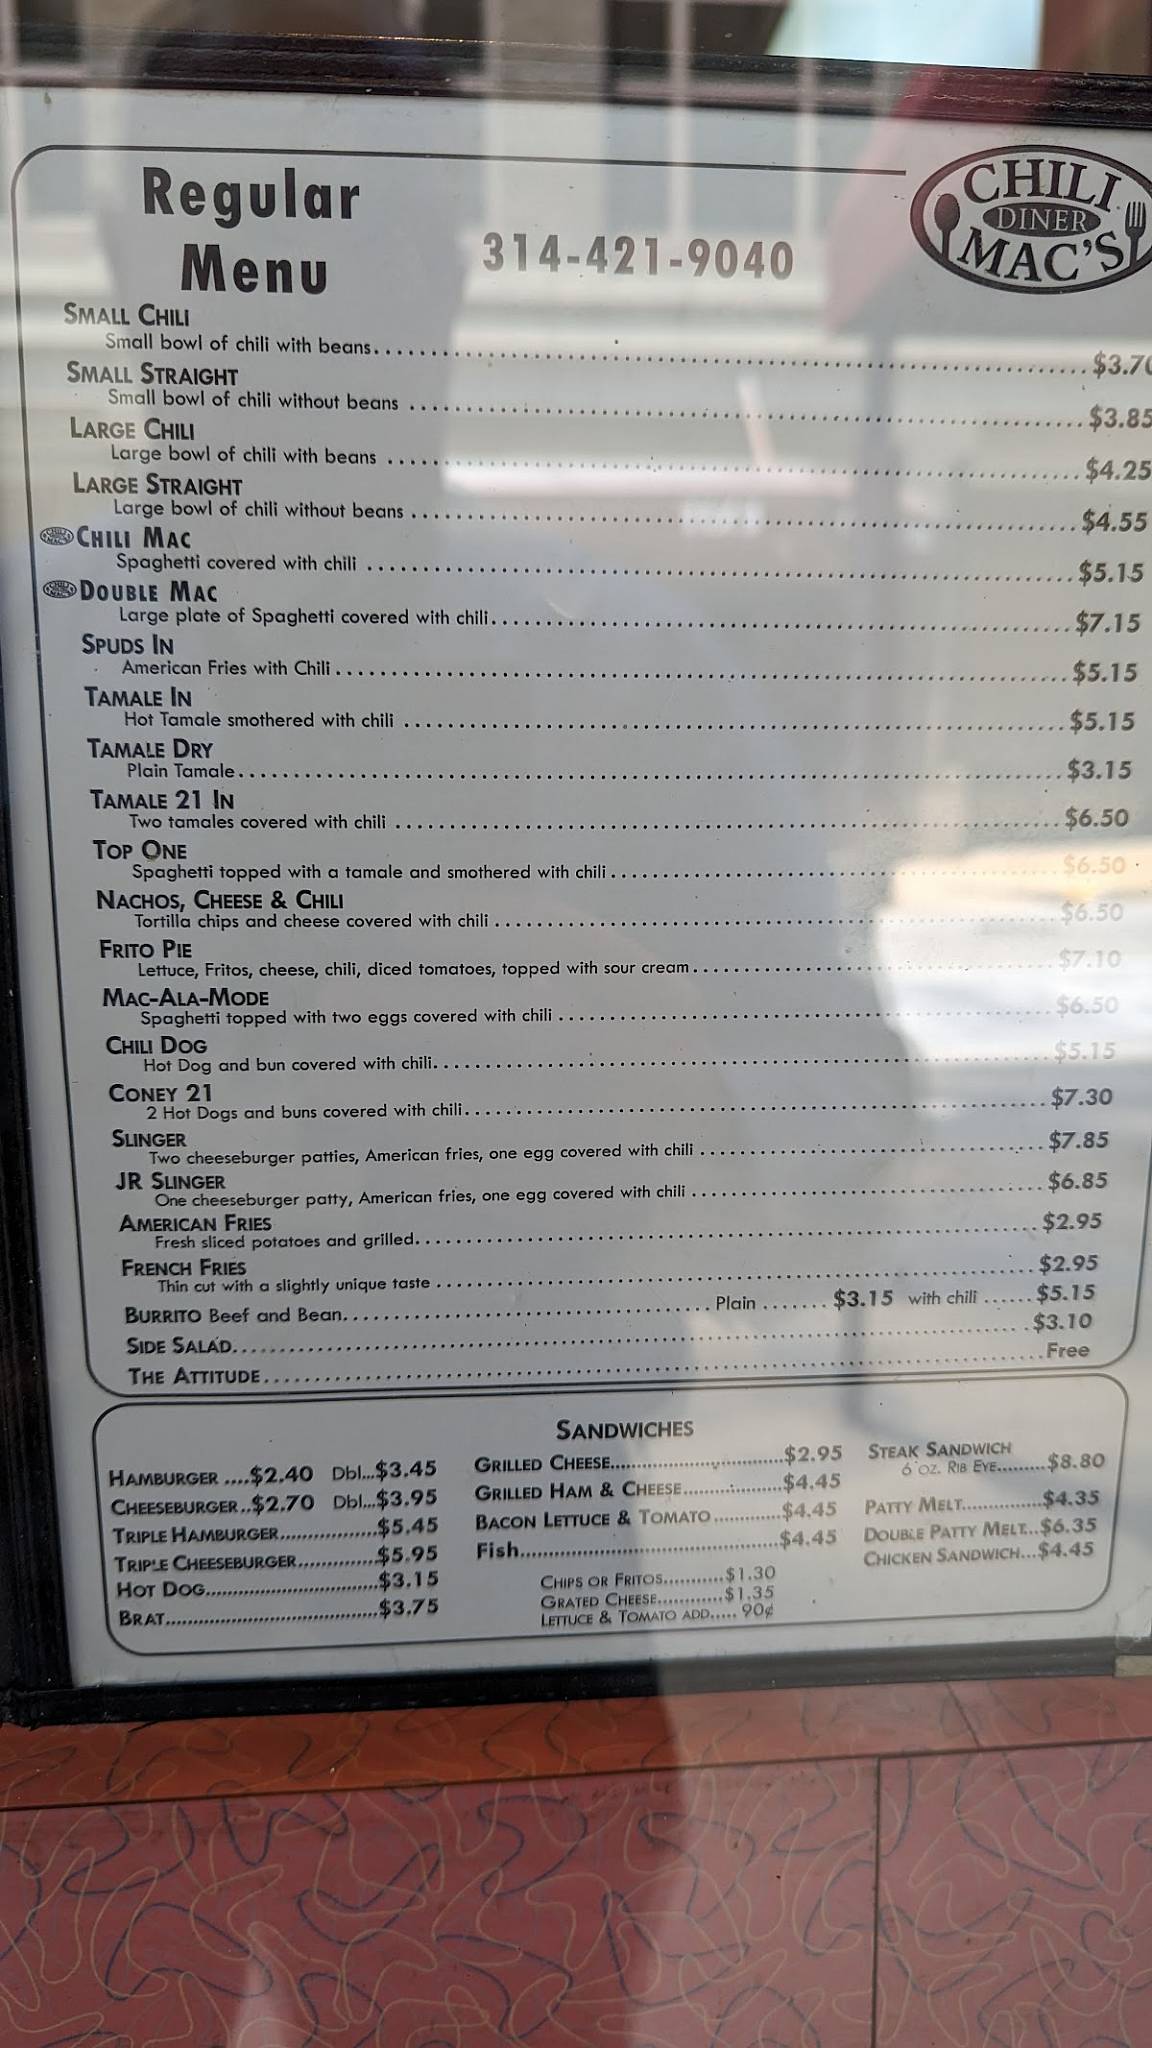 Regular
Menu
314-421-9040
CHILI
DINER
MAC'S
SMALL CHILI
Small bowl of chili with beans........ $3.70
SMALL STRAIGHT
Small bowl of chili without beans ........ $3.85
LARGE CHILI
Large bowl of chili with beans ........ $4.25
LARGE STRAIGHT
Large bowl of chili without beans ........ $4.55
CHILI MAC
Spaghetti covered with chili ........ $5.15
DOUBLE MAC
Large plate of Spaghetti covered with chili........ $7.15
SPUDS IN
American Fries with Chili ........ $5.15
TAMALE IN
Hot Tamale smothered with chili ........ $5.15
TAMALE DRY
Plain Tamale........ $3.15
TAMALE 21 IN
Two tamales covered with chili ........ $6.50
TOP ONE
Spaghetti topped with a tamale and smothered with chili ........ $6.50
NACHOS, CHEESE & CHILI
Tortilla chips and cheese covered with chili ........ $6.50
FRITO PIE
Lettuce, Fritos, cheese, chili, diced tomatoes, topped with sour cream........ $7.10
MAC-ALA-MODE
Spaghetti topped with two eggs covered with chili ........ $6.50
CHILI DOG
Hot Dog and bun covered with chili........ $5.15
CONEY 21
2 Hot Dogs and buns covered with chili........ $7.30
SLINGER
Two cheeseburger patties, American fries, one egg covered with chili ........ $7.85
JR SLINGER
One cheeseburger patty, American fries, one egg covered with chili ........ $6.85
AMERICAN FRIES
Fresh sliced potatoes and grilled........ $2.95
FRENCH FRIES
Thin cut with a slightly unique taste ........ $2.95
BURRITO Beef and Bean........ Plain ....... $3.15 with chili ...... $5.15
SIDE SALAD........ $3.10
THE ATTITUDE........ Free
SANDWICHES
HAMBURGER ....$2.40 Dbl...$3.45
CHEESEBURGER..$2.70 Dbl...$3.95
TRIPLE HAMBURGER........$5.45
TRIPLE CHEESEBURGER........$5.95
HOT DOG........$3.15
BRAT........$3.75
GRILLED CHEESE........$2.95
GRILLED HAM & CHEESE........$4.45
BACON LETTUCE & TOMATO ........$4.45
Fish........$4.45
CHIPS OR FRITOS........$1.30
GRATED CHEESE........$1.35
LETTUCE & TOMATO ADD..... 90¢
STEAK SANDWICH
6 OZ. RIB EYE........$8.80
PATTY MELT........$4.35
DOUBLE PATTY MELT...$6.35
CHICKEN SANDWICH...$4.45